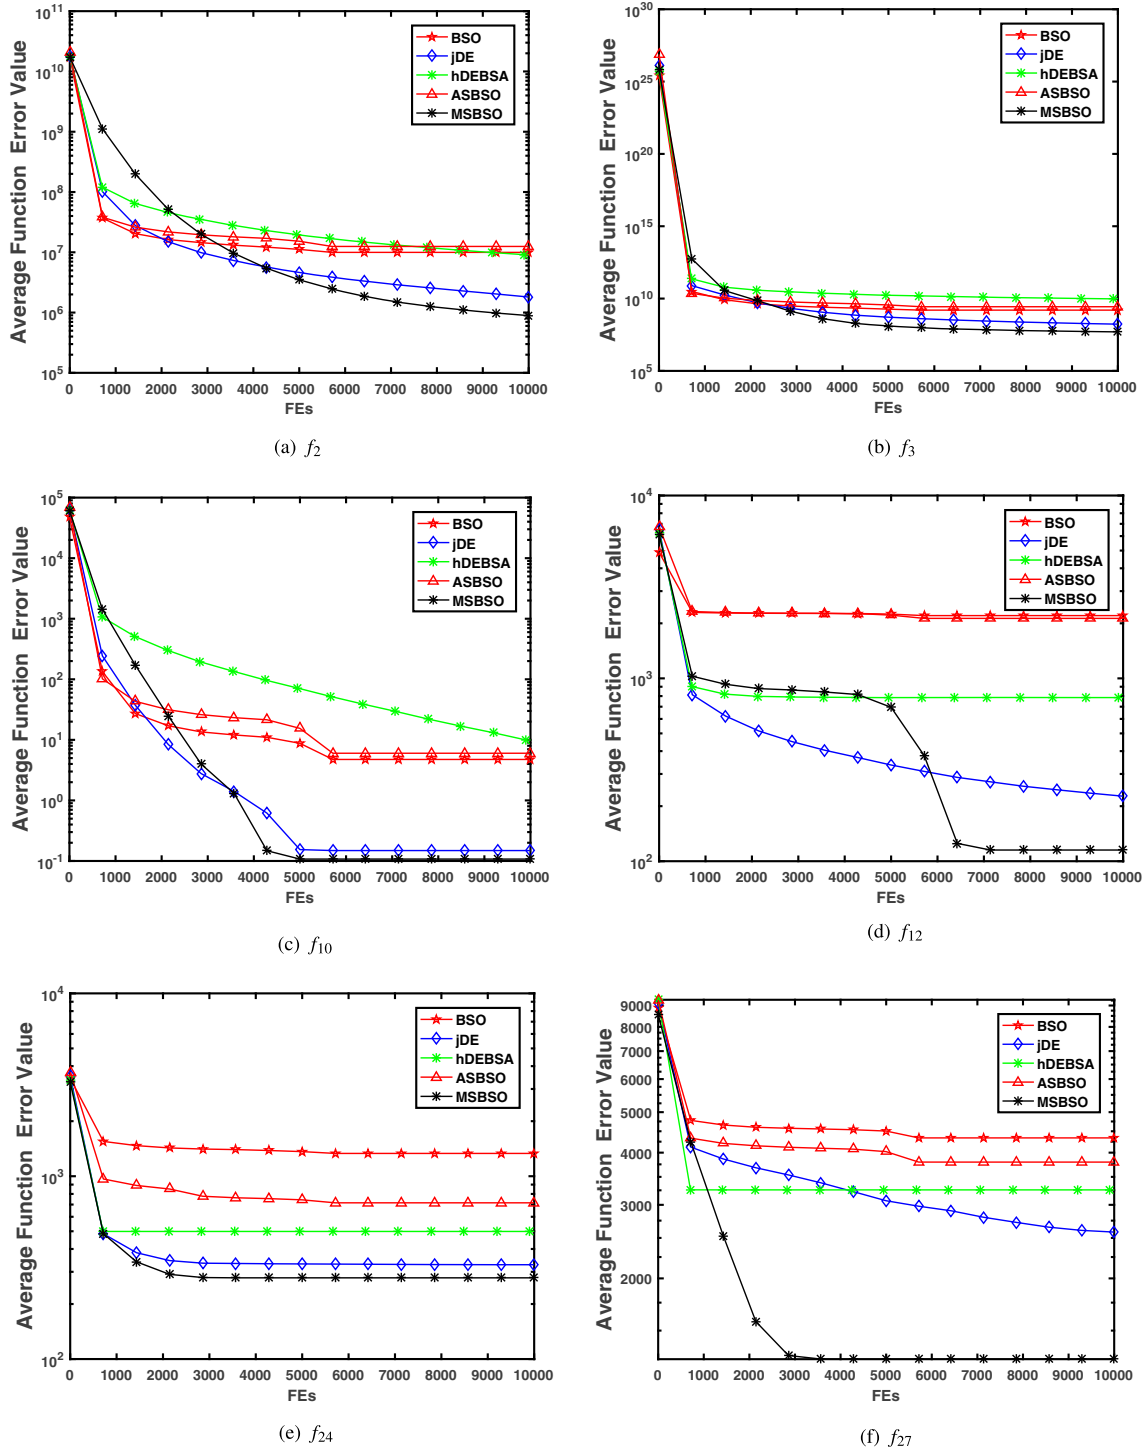 10^11
10^10
10^9
10^8
10^7
10^6
10^5
Average Function Error Value
0 1000 2000 3000 4000 5000 6000 7000 8000 9000 10000
FEs
BSO
jDE
hDEBSA
ASBSO
MSBSO
(a) f_2
10^30
10^25
10^20
10^15
10^10
10^5
Average Function Error Value
0 1000 2000 3000 4000 5000 6000 7000 8000 9000 10000
FEs
BSO
jDE
hDEBSA
ASBSO
MSBSO
(b) f_3
10^5
10^4
10^3
10^2
10^1
10^0
10^-1
Average Function Error Value
0 1000 2000 3000 4000 5000 6000 7000 8000 9000 10000
FEs
BSO
jDE
hDEBSA
ASBSO
MSBSO
(c) f_10
10^4
10^3
10^2
Average Function Error Value
0 1000 2000 3000 4000 5000 6000 7000 8000 9000 10000
FEs
BSO
jDE
hDEBSA
ASBSO
MSBSO
(d) f_12
10^4
10^3
10^2
Average Function Error Value
0 1000 2000 3000 4000 5000 6000 7000 8000 9000 10000
FEs
BSO
jDE
hDEBSA
ASBSO
MSBSO
(e) f_24
9000
8000
7000
6000
5000
4000
3000
2000
Average Function Error Value
0 1000 2000 3000 4000 5000 6000 7000 8000 9000 10000
FEs
BSO
jDE
hDEBSA
ASBSO
MSBSO
(f) f_27